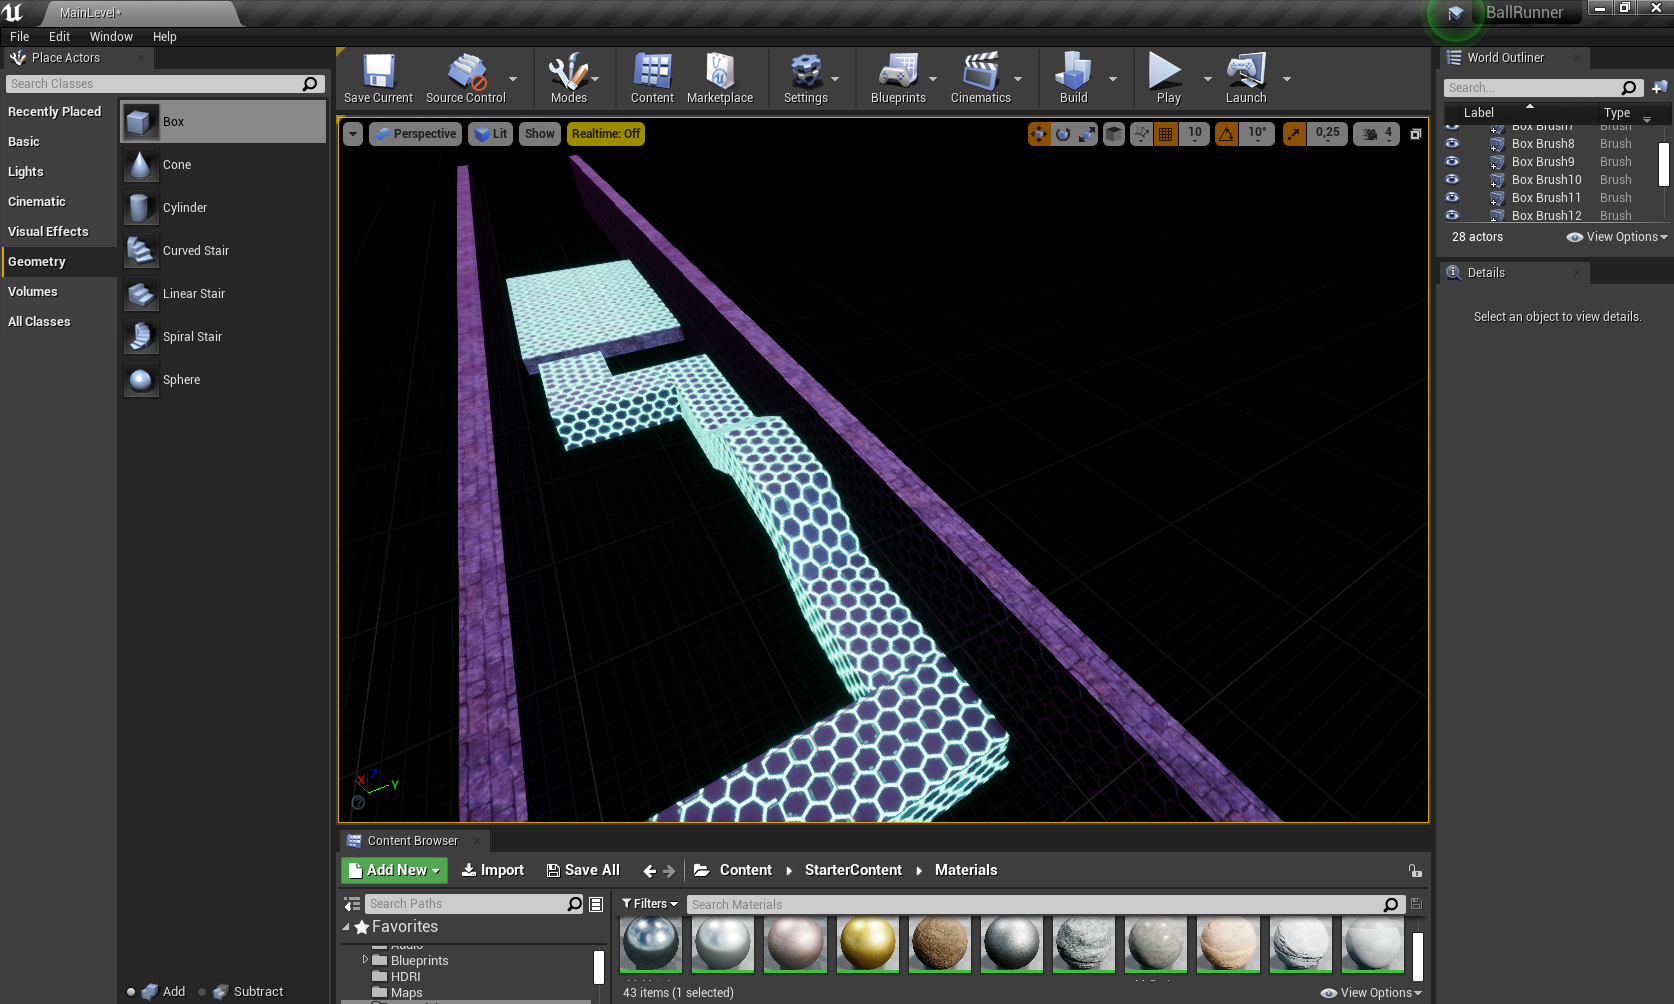 MainLevel*
BallRunner
File Edit Window Help
Place Actors
Search Classes
Recently Placed
Basic
Lights
Cinematic
Visual Effects
Geometry
Volumes
All Classes
Box
Cone
Cylinder
Curved Stair
Linear Stair
Spiral Stair
Sphere
Add Subtract
Save Current Source Control Modes Content Marketplace Settings Blueprints Cinematics Build Play Launch
Perspective Lit Show Realtime: Off 10 10° 0,25 4
X Z Y
?
World Outliner
Search...
Label Type
Box Brush7 Brush
Box Brush8 Brush
Box Brush9 Brush
Box Brush10 Brush
Box Brush11 Brush
Box Brush12 Brush
28 actors View Options
Details
Select an object to view details.
Content Browser
Add New Import Save All Content StarterContent Materials
Search Paths
Favorites
Audio
Blueprints
HDRI
Maps
Filters Search Materials
43 items (1 selected) View Options